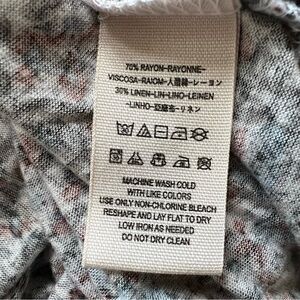 70% RAYON-RAYONNE-
VISCOSA-RAION-人造絲-レーヨン
30% LINEN-LIN-LINO-LEINEN
-LINHO-亞麻-リネン
MACHINE WASH COLD
WITH LIKE COLORS
USE ONLY NON-CHLORINE BLEACH
RESHAPE AND LAY FLAT TO DRY
LOW IRON AS NEEDED
DO NOT DRY CLEAN